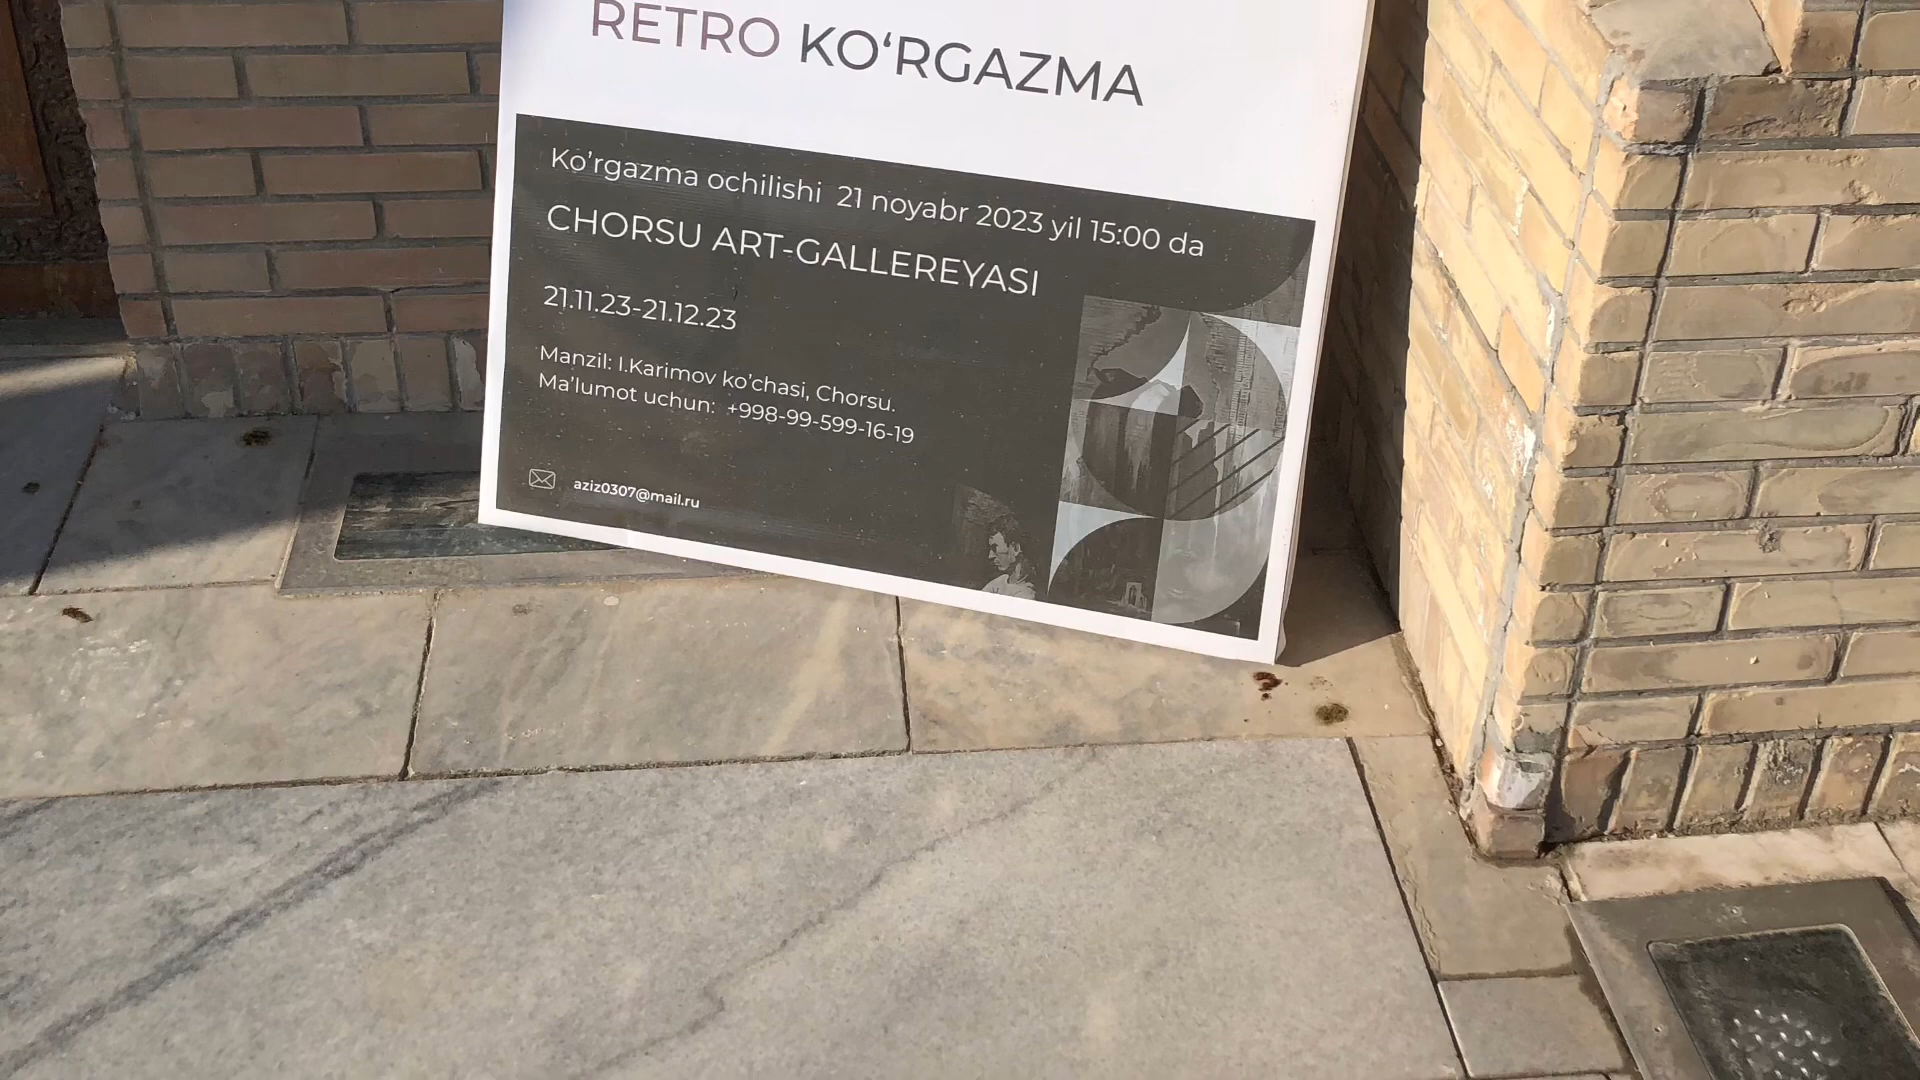 RETRO KO‘RGAZMA
Ko’rgazma ochilishi 21 noyabr 2023 yil 15:00 da
CHORSU ART-GALLEREYASI
21.11.23-21.12.23
Manzil: I.Karimov ko’chasi, Chorsu.
Ma’lumot uchun: +998-99-599-16-19
aziz0307@mail.ru